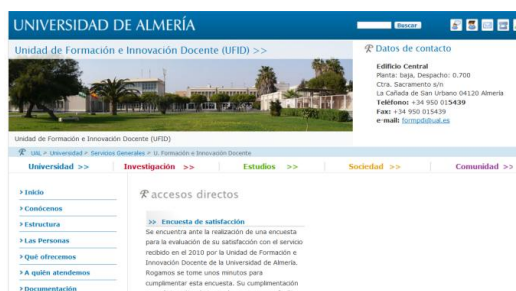 UNIVERSIDAD DE ALMERÍA
Buscar
Unidad de Formación e Innovación Docente (UFID) >>
Datos de contacto
Edificio Central
Planta: baja, Despacho: 0.700
Ctra. Sacramento s/n
La Cañada de San Urbano 04120 Almería
Teléfono: +34 950 015439
Fax: +34 950 015439
e-mail: formpd@ual.es
Unidad de Formación e Innovación Docente (UFID)
UAL > Universidad > Servicios Generales > U. Formación e Innovación Docente
Universidad >>
Investigación >>
Estudios >>
Sociedad >>
Comunidad >>
> Inicio
> Conócenos
> Estructura
> Las Personas
> Qué ofrecemos
> A quién atendemos
> Documentación
accesos directos
>> Encuesta de satisfacción
Se encuentra ante la realización de una encuesta
para la evaluación de su satisfacción con el servicio
recibido en el 2010 por la Unidad de Formación e
Innovación Docente de la Universidad de Almería.
Rogamos se tome unos minutos para
cumplimentar esta encuesta. Su cumplimentación